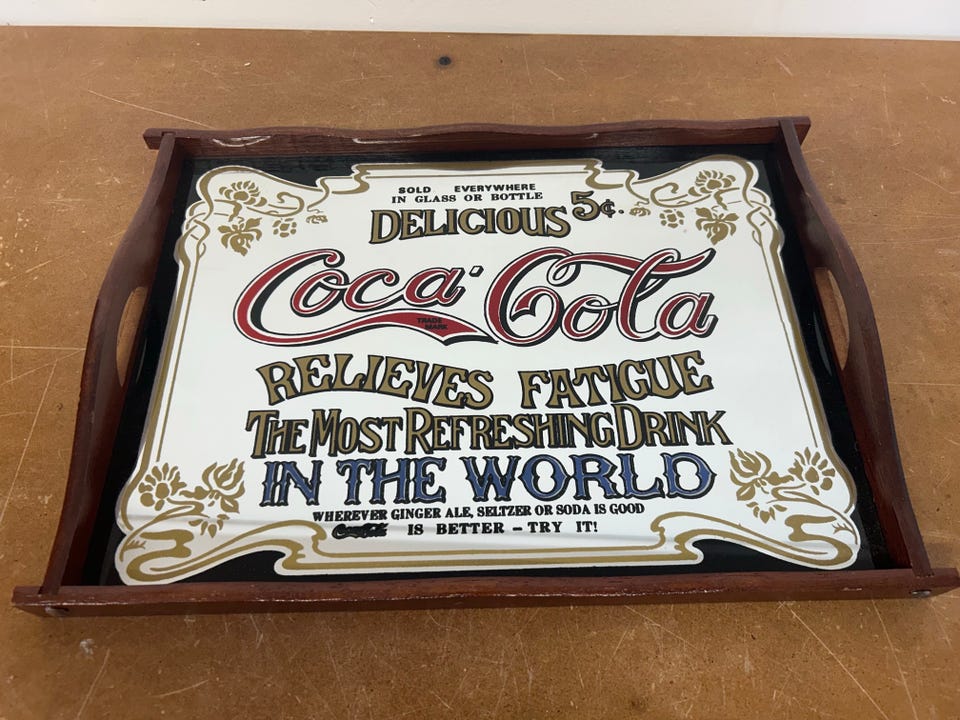 SOLD EVERYWHERE
IN GLASS OR BOTTLE
DELICIOUS 5¢.
Coca-Cola
TRADE
MARK
RELIEVES FATIGUE
THE MOST REFRESHING DRINK
IN THE WORLD
WHEREVER GINGER ALE, SELTZER OR SODA IS GOOD
Coca-Cola IS BETTER - TRY IT!